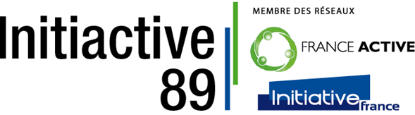 Initiactive
89
MEMBRE DES RÉSEAUX
FRANCE ACTIVE
Initiative
france